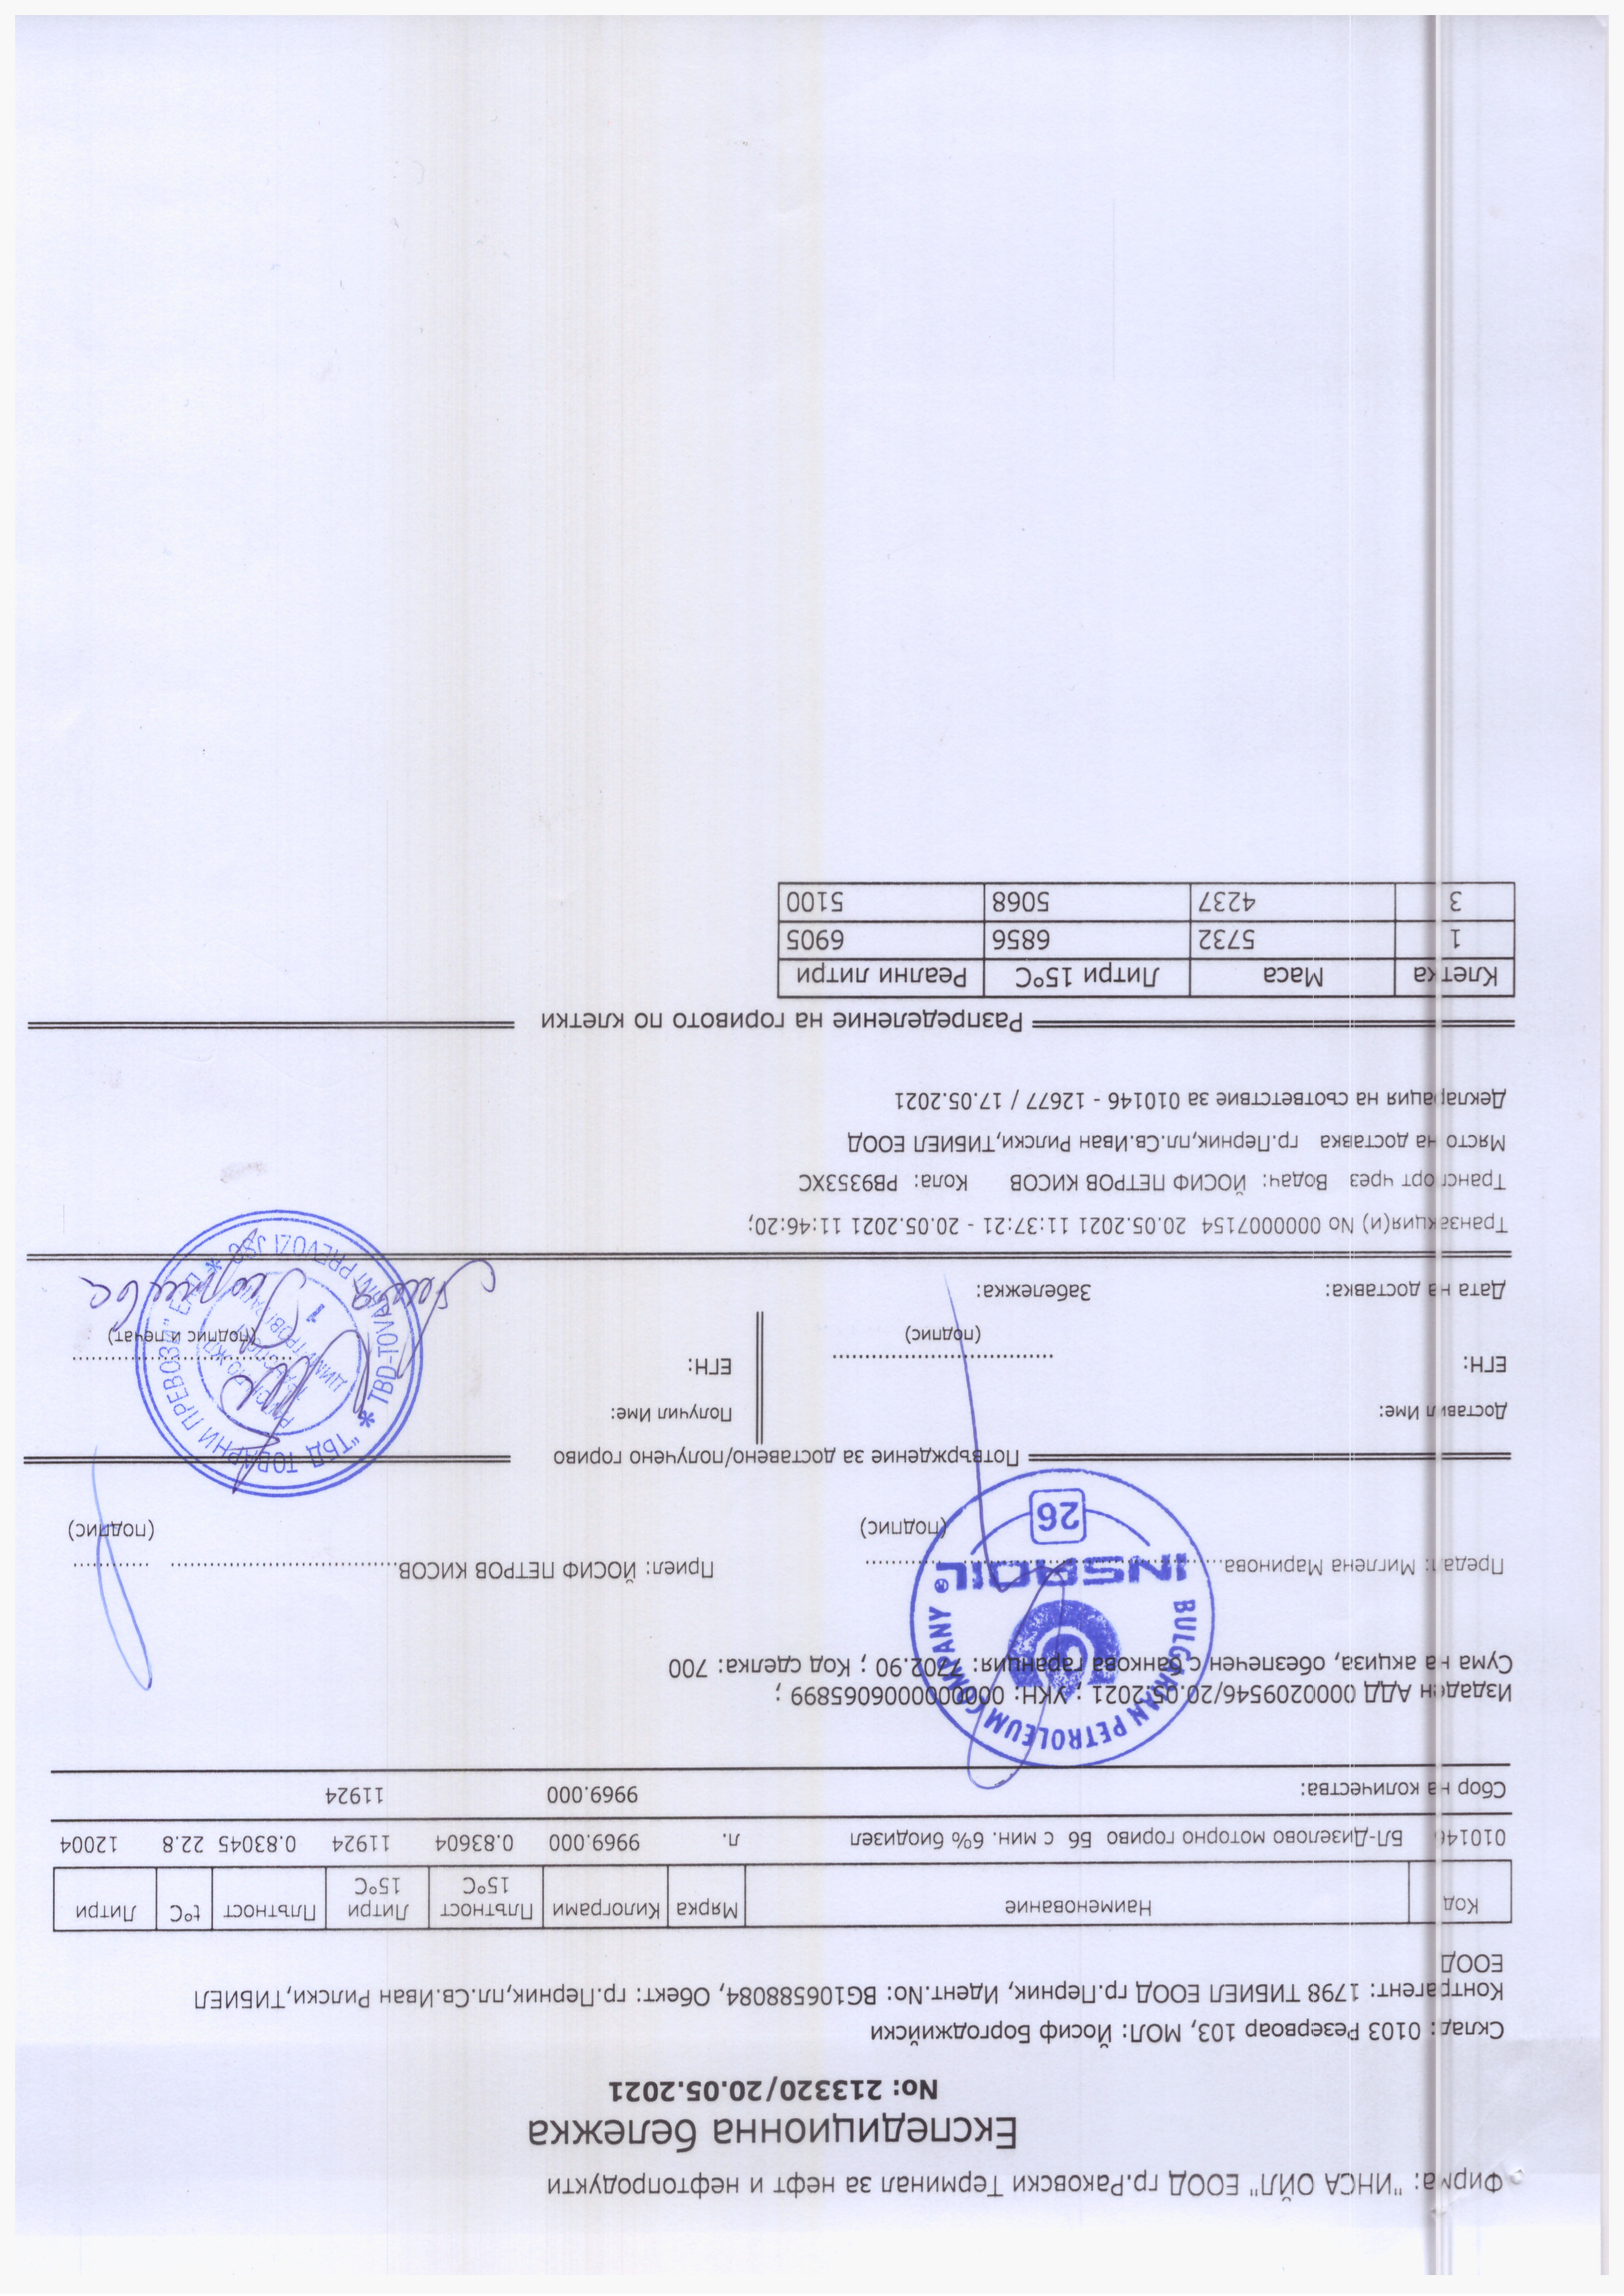 Фирма: "ИНСА ОЙЛ" ЕООД гр.Раковски Терминал за нефт и нефтопродукти
Експедиционна бележка
No: 213320/20.05.2021
Склад: 0103 Резервоар 103, МОЛ: Йосиф Боргоджийски
Контрагент: 1798 ТИБИЕЛ ЕООД гр.Перник, Идент.No: BG106588084, Обект: гр.Перник,пл.Св.Иван Рилски,ТИБИЕЛ
ЕООД
Код Наименование Мярка Килограми Плътност 15°C Литри 15°C Плътност t°C Литри
010146 БЛ-Дизелово моторно гориво Б6 с мин. 6% биодизел л. 9969.000 0.83604 11924 0.83045 22.8 12004
Сбор на количества: 9969.000 11924
Издаден АДД 0000209546/20.05.2021 ; УКН: 0000000006065899 ;
Сума на акциза, обезпечен с банкова гаранция: 7702.90 ; Код сделка: 700
Предал: Миглена Маринова Приел: ЙОСИФ ПЕТРОВ КИСОВ
(подпис) (подпис)
BULGARIAN PETROLEUM COMPANY
INSAOIL ®
26
Потвърждение за доставено/получено гориво
Доставил Име: Получил Име:
ЕГН: ЕГН:
(подпис) (подпис и печат)
Дата на доставка: Забележка:
"ТБД ТОВАРНИ ПРЕВОЗИ" ЕАД * TBD-TOVARNI PREVOZI JSC *
1
Транзакция(и) No 0000007154 20.05.2021 11:37:21 - 20.05.2021 11:46:20;
Транспорт чрез Водач: ЙОСИФ ПЕТРОВ КИСОВ Кола: PB9353XC
Място на доставка гр.Перник,пл.Св.Иван Рилски,ТИБИЕЛ ЕООД
Декларация на съответствие за 010146 - 12677 / 17.05.2021
Разпределение на горивото по клетки
Клетка Маса Литри 15°C Реални литри
1 5732 6856 6905
3 4237 5068 5100